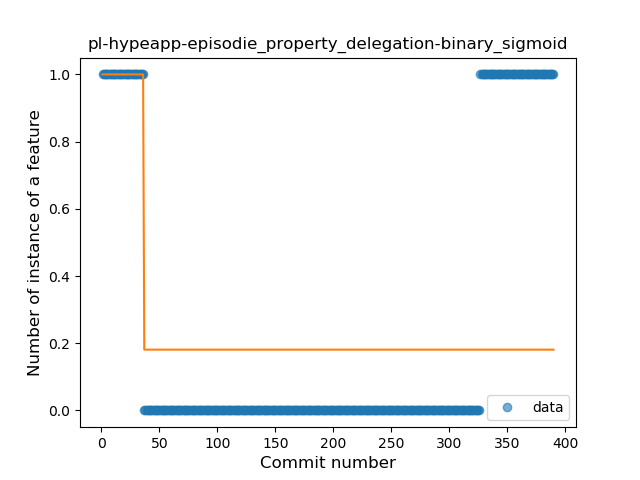 pl-hypeapp-episodie_property_delegation-binary_sigmoid
Number of instance of a feature
1.0
0.8
0.6
0.4
0.2
0.0
data
0 50 100 150 200 250 300 350 400
Commit number